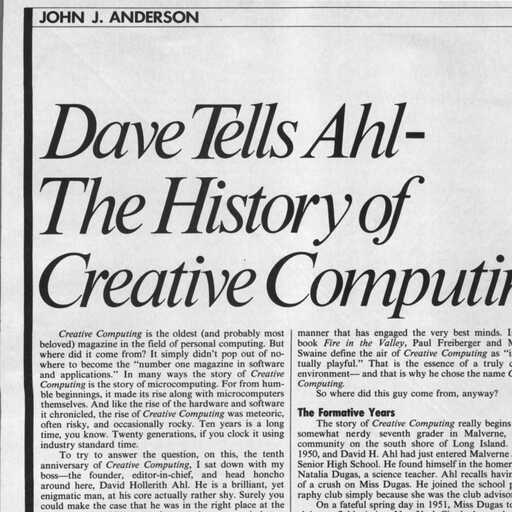 JOHN J. ANDERSON
Dave Tells Ahl-
The History of
Creative Computin
Creative Computing is the oldest (and probably most
beloved) magazine in the field of personal computing. But
where did it come from? It simply didn't pop out of no-
where to become the "number one magazine in software
and applications." In many ways the story of Creative
Computing is the story of microcomputing. For from hum-
ble beginnings, it made its rise along with microcomputers
themselves. And like the rise of the hardware and software
it chronicled, the rise of Creative Computing was meteoric,
often risky, and occasionally rocky. Ten years is a long
time, you know. Twenty generations, if you clock it using
industry standard time.
To try to answer the question, on this, the tenth
anniversary of Creative Computing, I sat down with my
boss—the founder, editor-in-chief, and head honcho
around here, David Hollerith Ahl. He is a brilliant, yet
enigmatic man, at his core actually rather shy. Surely you
could make the case that he was in the right place at the
manner that has engaged the very best minds. I
book Fire in the Valley, Paul Freiberger and M
Swaine define the air of Creative Computing as "i
tually playful." That is the essence of a truly c
environment— and that is why he chose the name C
Computing.
So where did this guy come from, anyway?
The Formative Years
The story of Creative Computing really begins
somewhat nerdy seventh grader in Malverne,
community on the south shore of Long Island.
1950, and David H. Ahl had just entered Malverne
Senior High School. He found himself in the homer
Natalia Dugas, a science teacher. Ahl recalls havin
of a crush on Miss Dugas. He joined the school p
raphy club simply because she was the club advisor
On a fateful spring day in 1951, Miss Dugas to